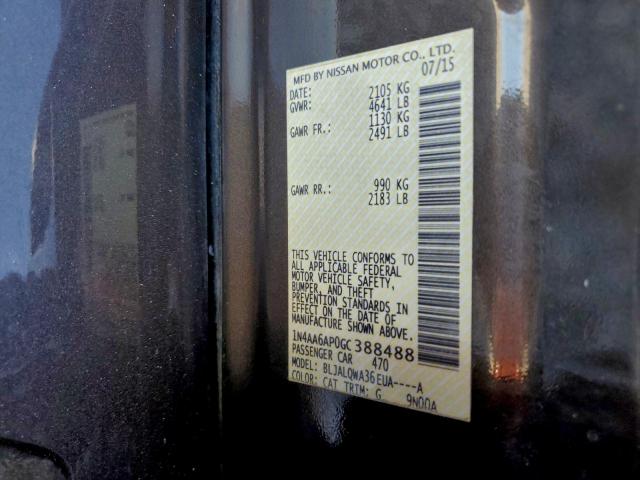 MFD BY NISSAN MOTOR CO., LTD.
DATE: 07/15
GVWR: 2105 KG
4641 LB
GAWR FR.: 1130 KG
2491 LB
GAWR RR.: 990 KG
2183 LB
THIS VEHICLE CONFORMS TO
ALL APPLICABLE FEDERAL
MOTOR VEHICLE SAFETY,
BUMPER, AND THEFT
PREVENTION STANDARDS IN
EFFECT ON THE DATE OF
MANUFACTURE SHOWN ABOVE.
1N4AA6AP0GC388488
PASSENGER CAR 470
MODEL: BLJALQWA36EUA----A
COLOR: CAT TRIM: G 9N00A